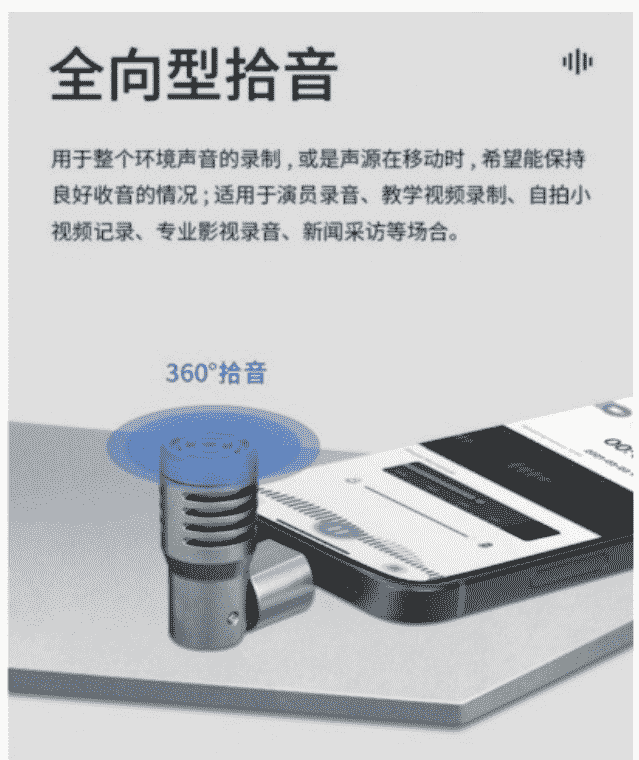 全向型拾音
用于整个环境声音的录制 , 或是声源在移动时 , 希望能保持
良好收音的情况 ; 适用于演员录音、教学视频录制、自拍小
视频记录、专业影视录音、新闻采访等场合。
360°拾音